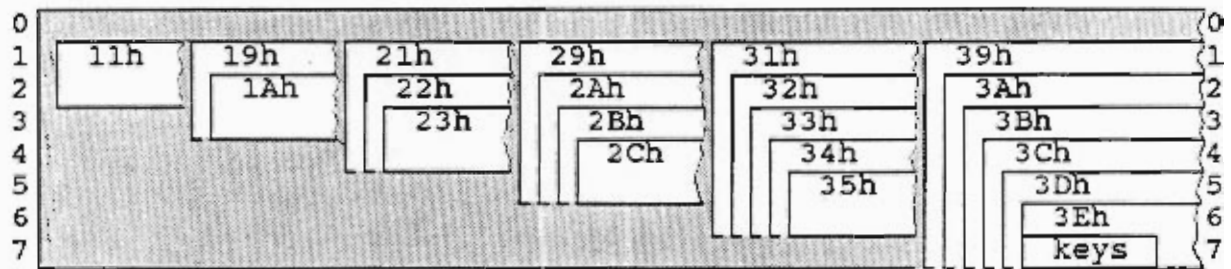 0 0
1 11h 19h 21h 29h 31h 39h 1
2 1Ah 22h 2Ah 32h 3Ah 2
3 23h 2Bh 33h 3Bh 3
4 2Ch 34h 3Ch 4
5 35h 3Dh 5
6 3Eh 6
7 keys 7